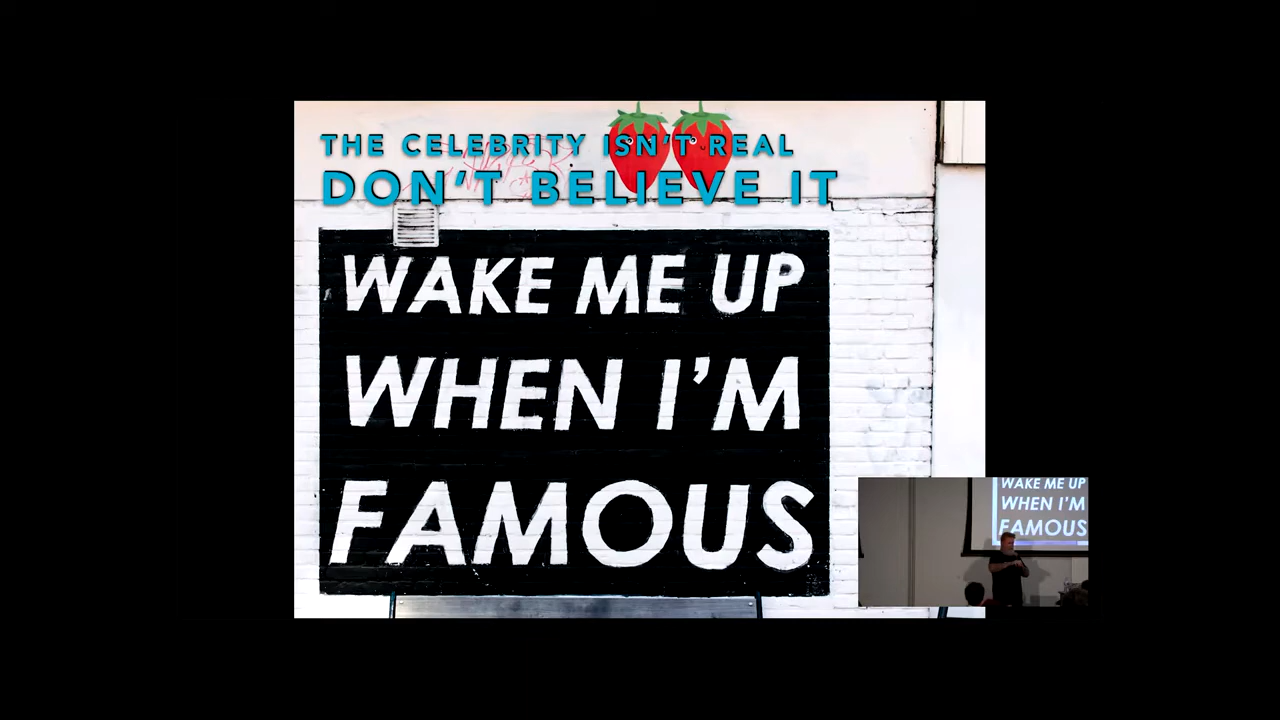 THE CELEBRITY ISN'T REAL
DON'T BELIEVE IT
WAKE ME UP
WHEN I'M
FAMOUS
WAKE ME UP
WHEN I'M
FAMOUS